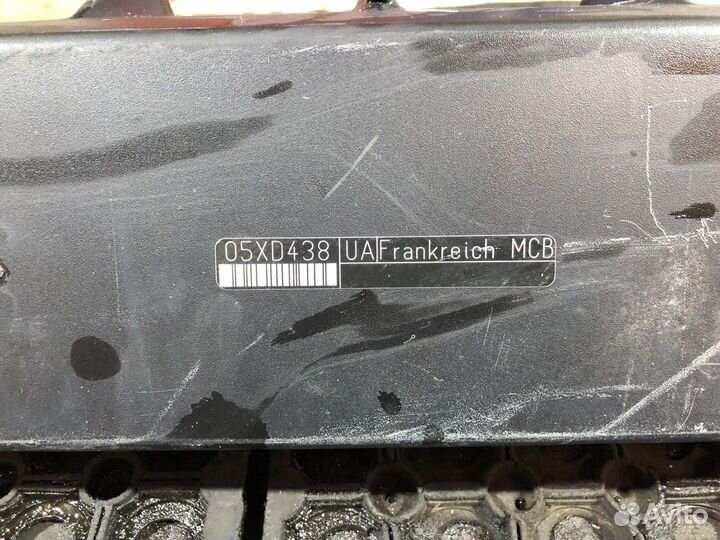 05XD438 UA Frankreich MCB
Avito